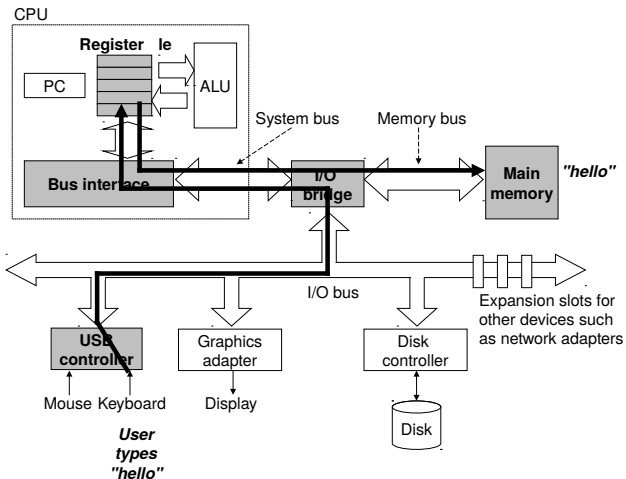 CPU
Register le
PC
ALU
System bus
Memory bus
Bus interface
I/O
bridge
Main
memory
"hello"
I/O bus
Expansion slots for
other devices such
as network adapters
USB
controller
Graphics
adapter
Disk
controller
Mouse Keyboard
Display
Disk
User
types
"hello"